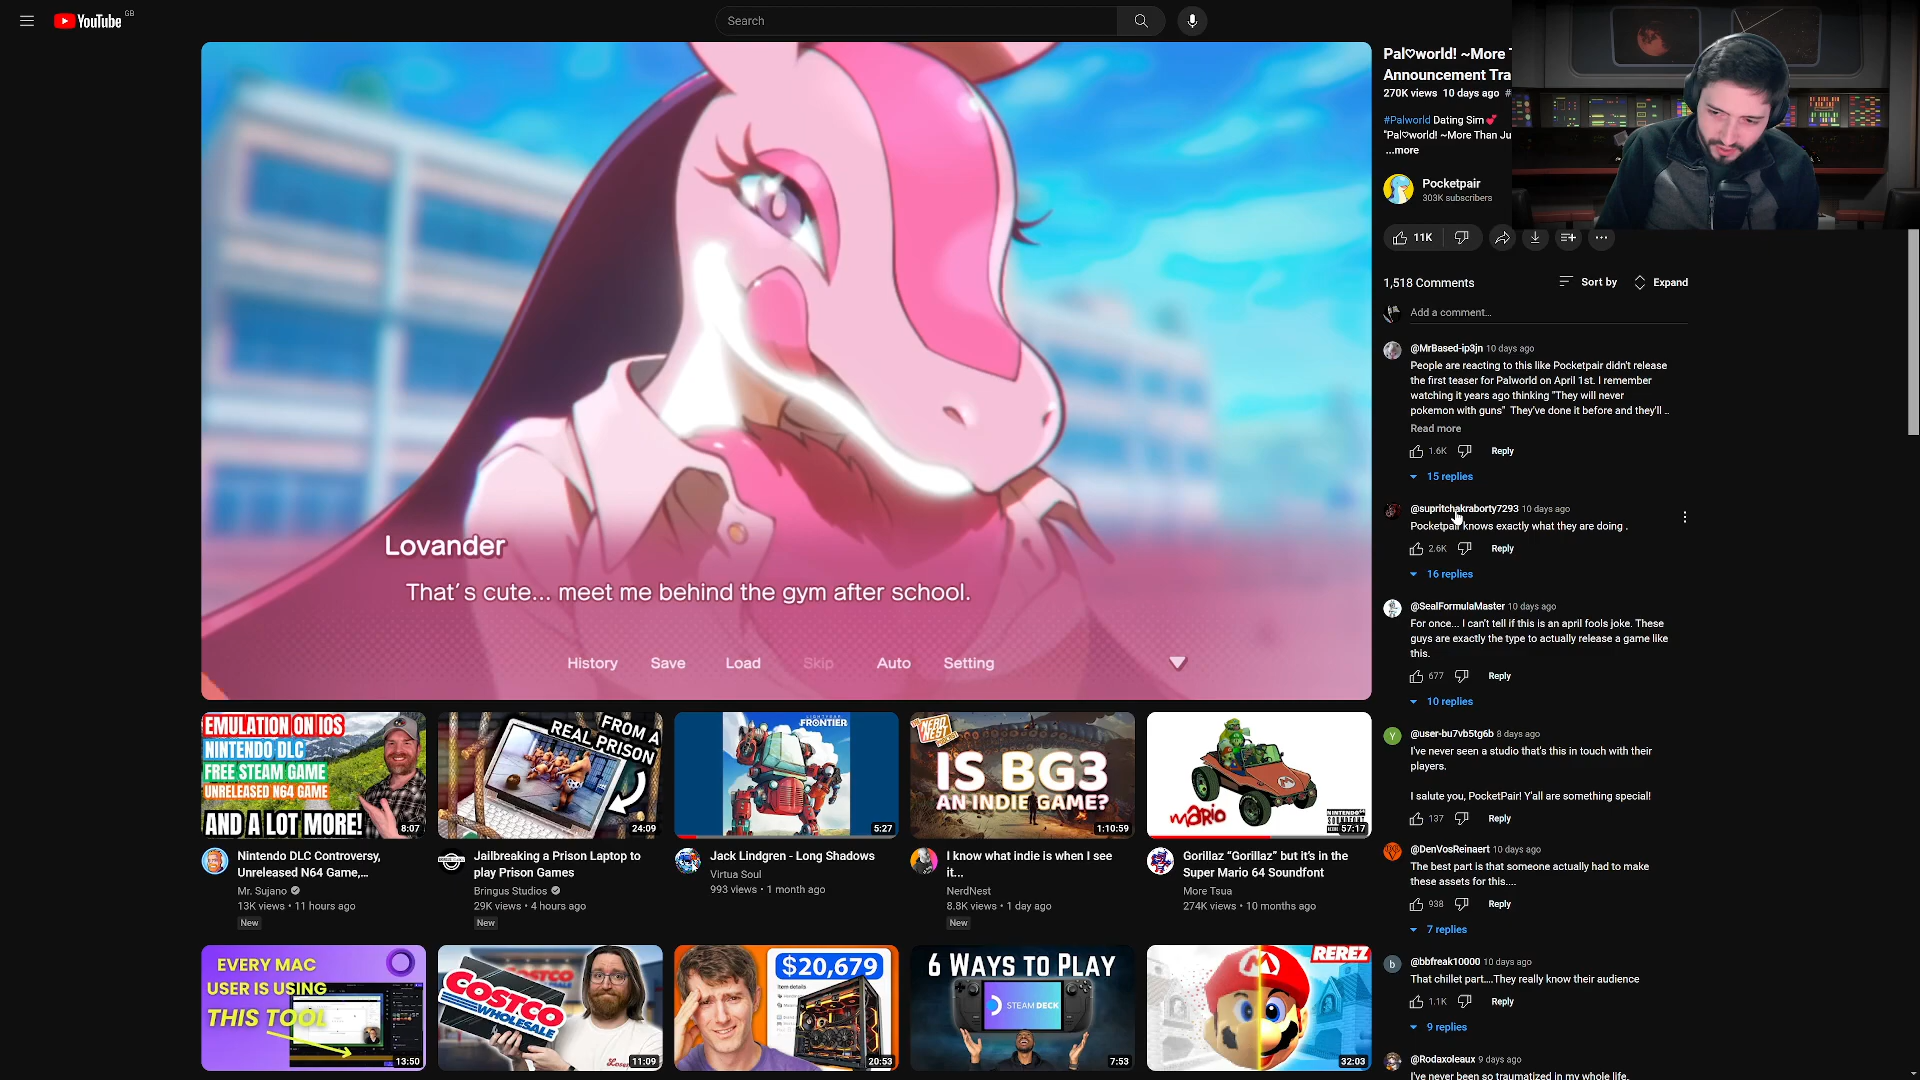 YouTube GB
Search
Pal♡world! ~More
Announcement Tra
270K views 10 days ago #
#Palworld Dating Sim💕
"Pal♡world! ~More Than Ju
...more
Pocketpair
303K subscribers
11K
1,518 Comments
Sort by
Expand
Add a comment...
@MrBased-ip3jn 10 days ago
People are reacting to this like Pocketpair didn't release
the first teaser for Palworld on April 1st. I remember
watching it years ago thinking "They will never
pokemon with guns" They've done it before and they'll ..
Read more
1.6K Reply
15 replies
@supritchakraborty7293 10 days ago
Pocketpair knows exactly what they are doing .
2.6K Reply
16 replies
@SealFormulaMaster 10 days ago
For once... I can't tell if this is an april fools joke. These
guys are exactly the type to actually release a game like
this.
677 Reply
10 replies
@user-bu7vb5tg6b 8 days ago
I've never seen a studio that's this in touch with their
players.
I salute you, PocketPair! Y'all are something special!
137 Reply
@DenVosReinaert 10 days ago
The best part is that someone actually had to make
these assets for this....
938 Reply
7 replies
@bbfreak10000 10 days ago
That chillet part....They really know their audience
1.1K Reply
9 replies
@Rodaxoleaux 9 days ago
I've never been so traumatized in my whole life.
Lovander
That's cute... meet me behind the gym after school.
History Save Load Skip Auto Setting
EMULATION ON IOS
NINTENDO DLC
FREE STEAM GAME
UNRELEASED N64 GAME
AND A LOT MORE!
8:07
Nintendo DLC Controversy,
Unreleased N64 Game,...
Mr. Sujano
13K views • 11 hours ago
New
FROM A
REAL PRISON
24:09
Jailbreaking a Prison Laptop to
play Prison Games
Bringus Studios
29K views • 4 hours ago
New
LIGHTYEAR
FRONTIER
5:27
Jack Lindgren - Long Shadows
Virtua Soul
993 views • 1 month ago
THE
NERD
NEST
IS BG3
AN INDIE GAME?
1:10:59
I know what indie is when I see
it...
NerdNest
8.8K views • 1 day ago
New
mario
57:17
Gorillaz “Gorillaz” but it's in the
Super Mario 64 Soundfont
More Tsua
274K views • 10 months ago
EVERY MAC
USER IS USING
THIS TOOL
13:50
COSTCO
WHOLESALE
11:09
$20,679
Item details
20:53
6 WAYS TO PLAY
STEAM DECK
7:53
REREZ
32:03